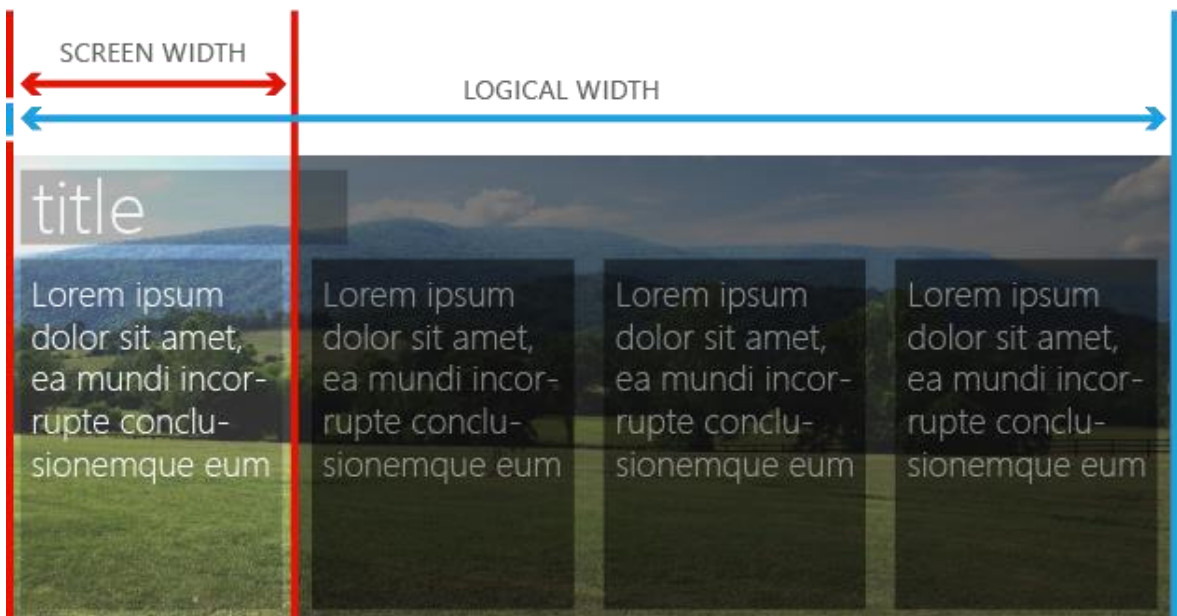 SCREEN WIDTH
LOGICAL WIDTH
title
Lorem ipsum
dolor sit amet,
ea mundi incor-
rupte conclu-
sionemque eum
Lorem ipsum
dolor sit amet,
ea mundi incor-
rupte conclu-
sionemque eum
Lorem ipsum
dolor sit amet,
ea mundi incor-
rupte conclu-
sionemque eum
Lorem ipsum
dolor sit amet,
ea mundi incor-
rupte conclu-
sionemque eum